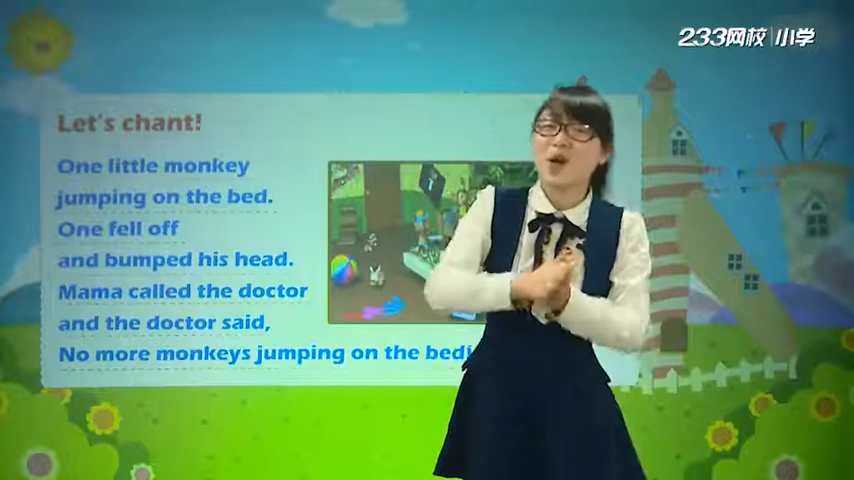 233网校 小学
Let's chant!
One little monkey
jumping on the bed.
One fell off
and bumped his head.
Mama called the doctor
and the doctor said,
No more monkeys jumping on the bed!